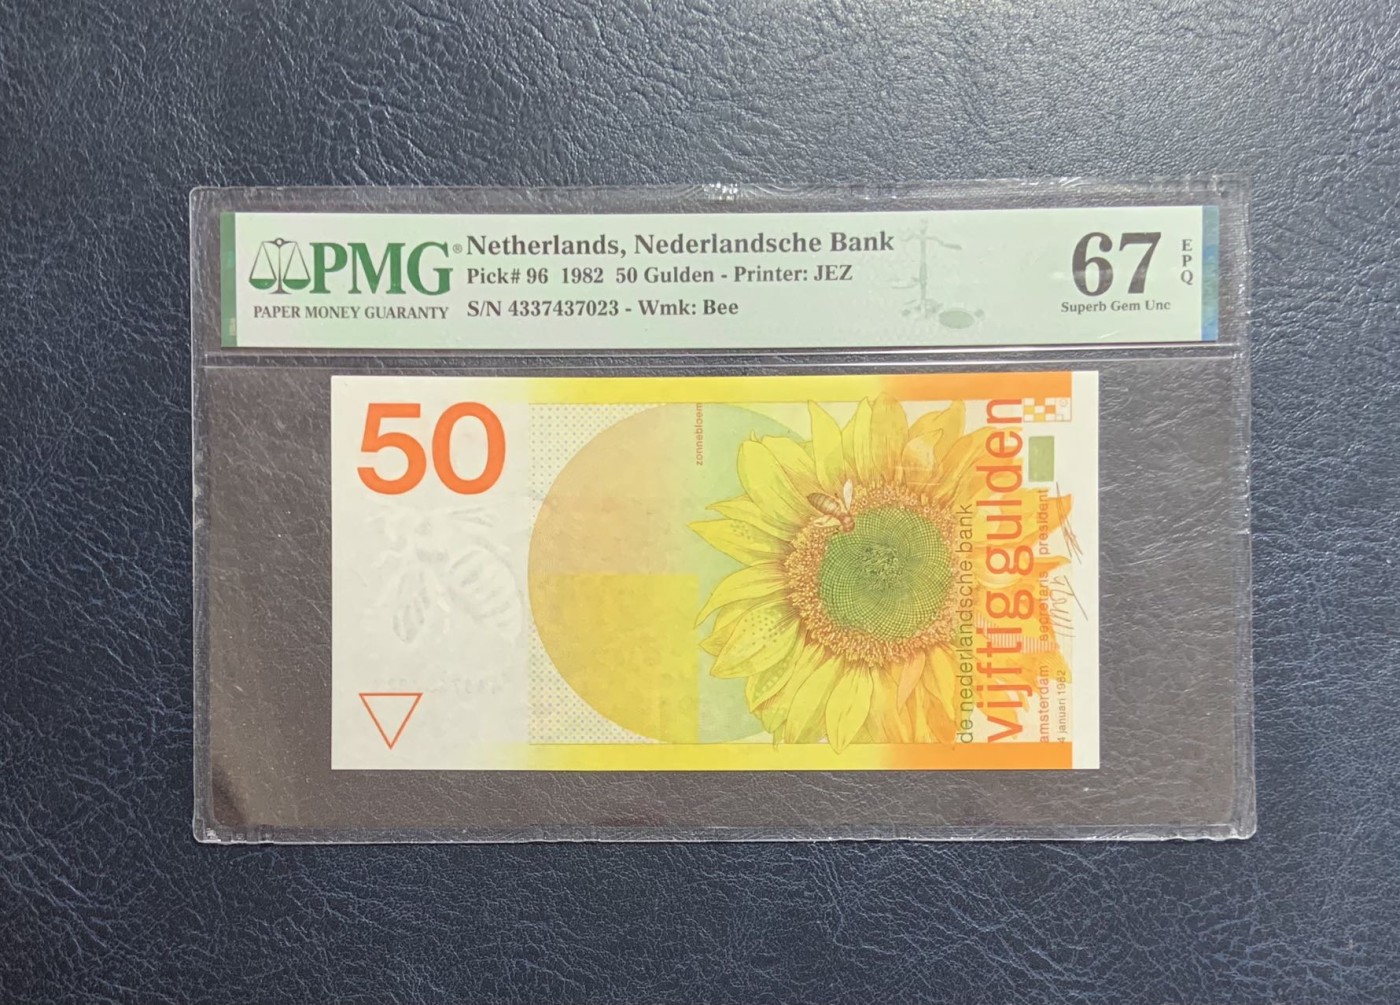 PMG®
PAPER MONEY GUARANTY
Netherlands, Nederlandsche Bank
Pick# 96 1982 50 Gulden - Printer: JEZ
S/N 4337437023 - Wmk: Bee
67
EPQ
Superb Gem Unc
50
zonnebloem
de nederlandsche bank
vijftig gulden
amsterdam secretaris president
4 januari 1982